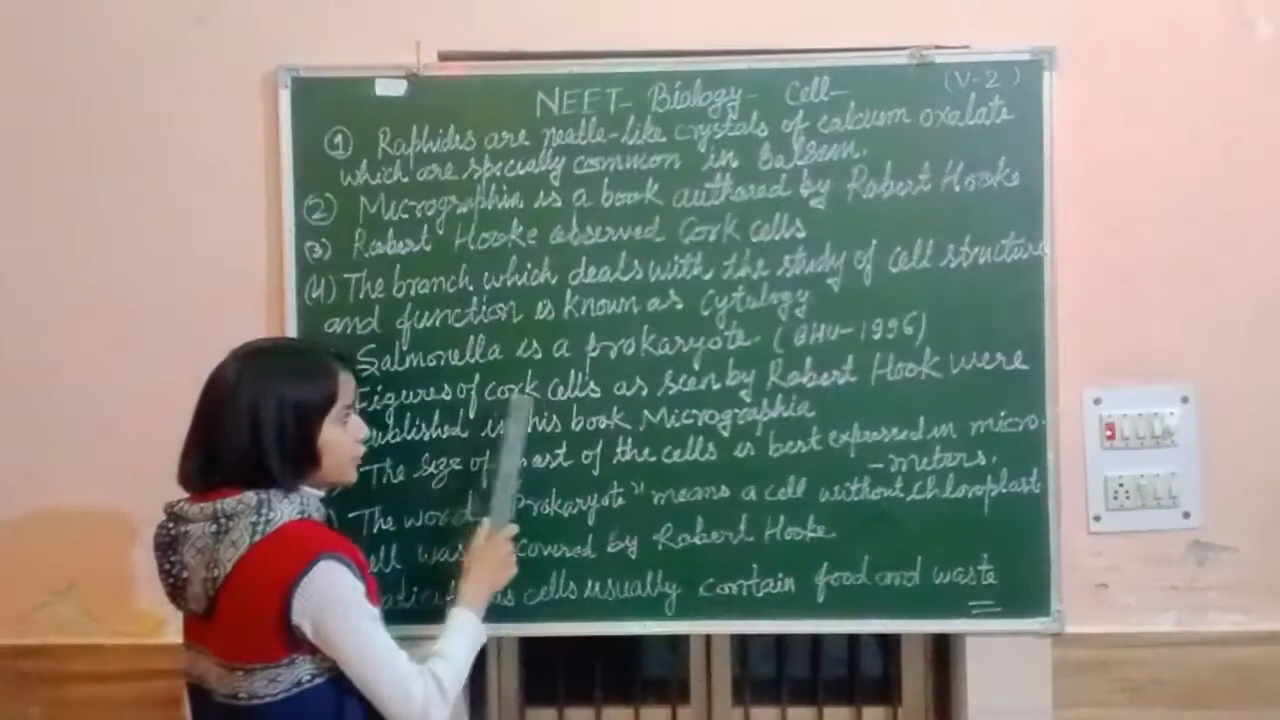 NEET- Biology- Cell-
(V-2)
① Raphides are neetle-like crystals of calcium oxalate
which are specially common in balsum.
② Micrographia is a book authored by Robert Hooke
(3) Robert Hooke observed Cork cells
(4) The branch which deals with the study of cell structure
and function is known as Cytology
Salmonella is a prokaryote (BHU-1996)
Figures of cork cells as seen by Robert Hook were
published in his book Micrographia
The size of most of the cells is best expressed in micro-
-meters.
The word "Prokaryote" means a cell without chloroplast
was covered by Robert Hooke
cells usually contain food and waste